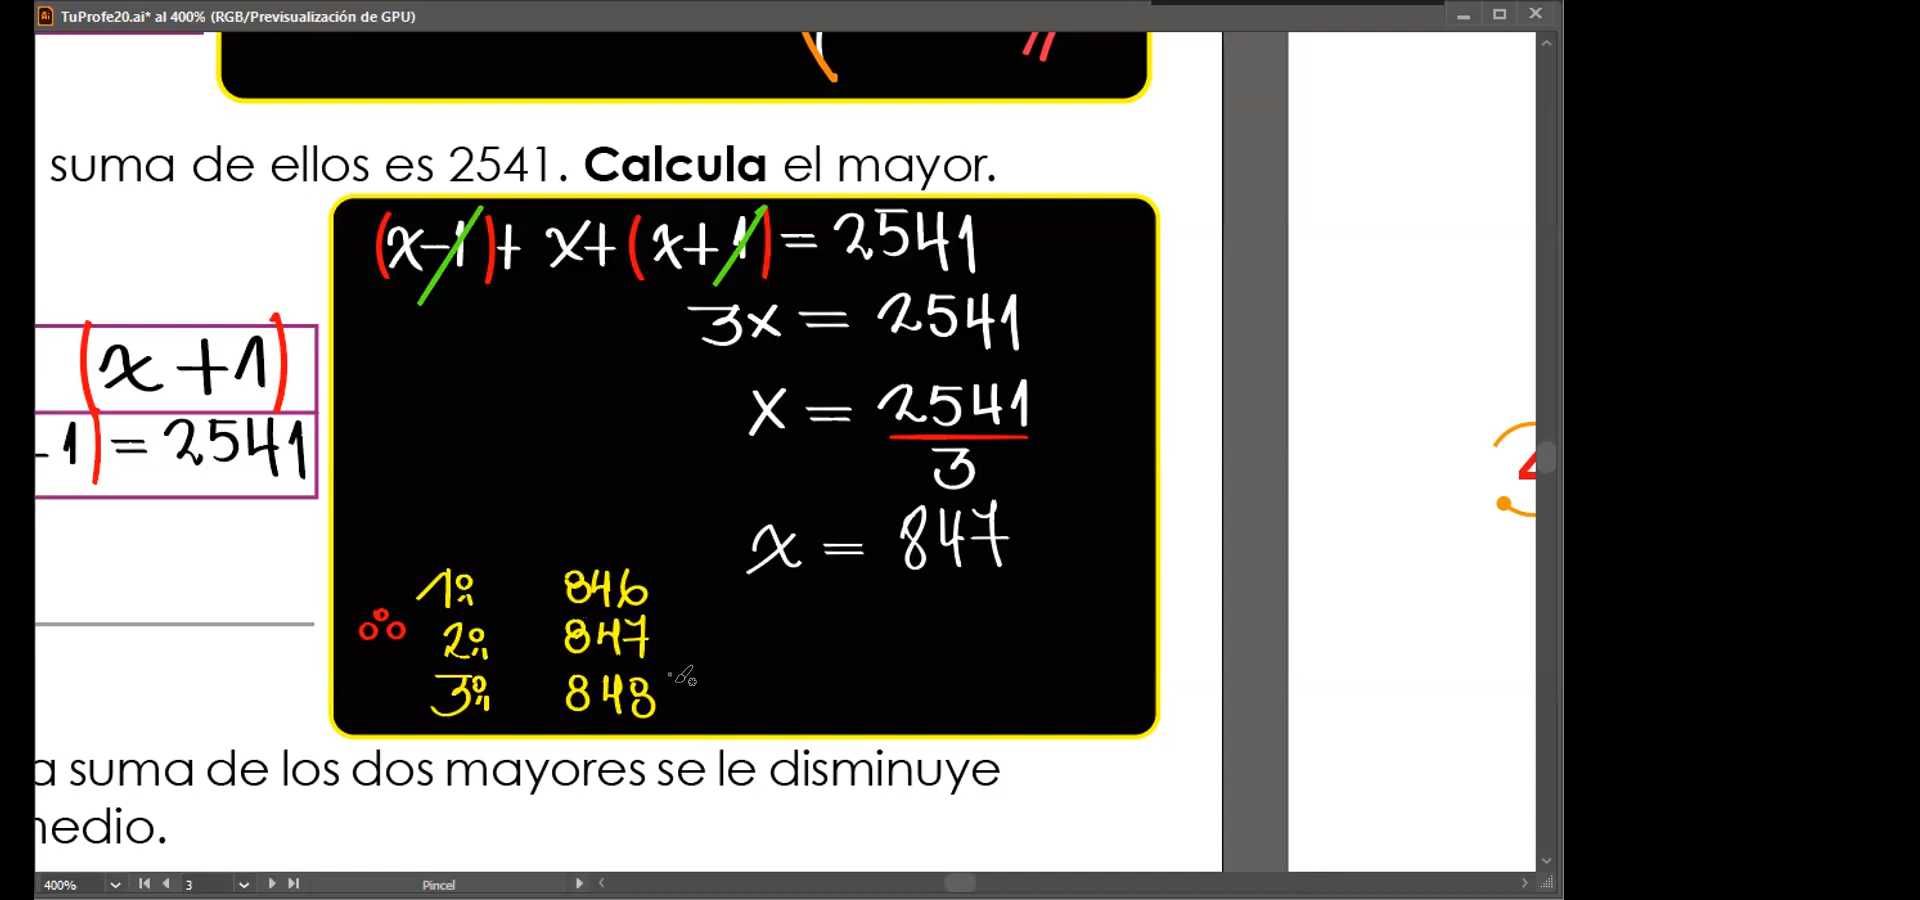 TuProfe20.ai* al 400% (RGB/Previsualización de GPU)
suma de ellos es 2541. Calcula el mayor.
(x-1)+ x+(x+1)=2541
3x = 2541
(x+1)
x = 2541
3
-1)=2541
x = 847
1º: 846
2º: 847
3º: 848
a suma de los dos mayores se le disminuye
medio.
400%
3
Pincel